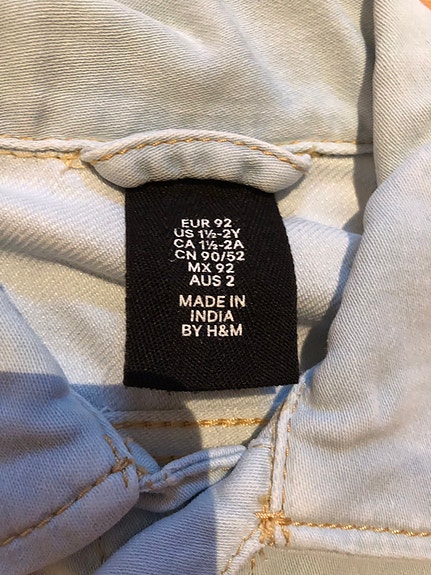 EUR 92
US 1½-2Y
CA 1½-2A
CN 90/52
MX 92
AUS 2
MADE IN
INDIA
BY H&M